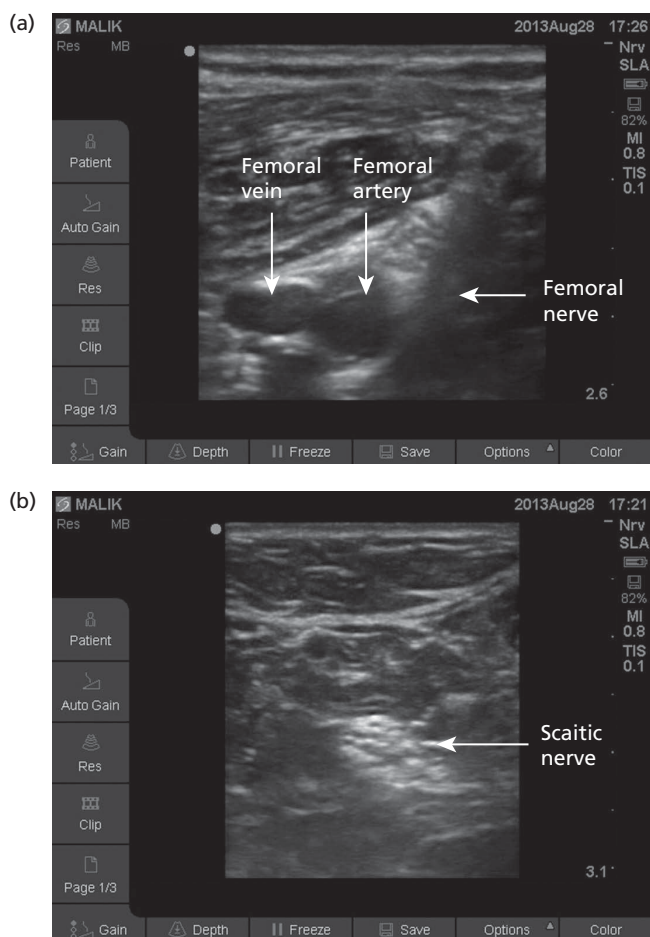 (a)
MALIK
2013Aug28 17:26
Res MB
Nrv
SLA
82%
MI
0.8
TIS
0.1
Patient
Auto Gain
Res
Clip
Page 1/3
Femoral
vein
Femoral
artery
Femoral
nerve
2.6
Gain Depth Freeze Save Options Color
(b)
MALIK
2013Aug28 17:21
Res MB
Nrv
SLA
82%
MI
0.8
TIS
0.1
Patient
Auto Gain
Res
Clip
Page 1/3
Scaitic
nerve
3.1
Gain Depth Freeze Save Options Color